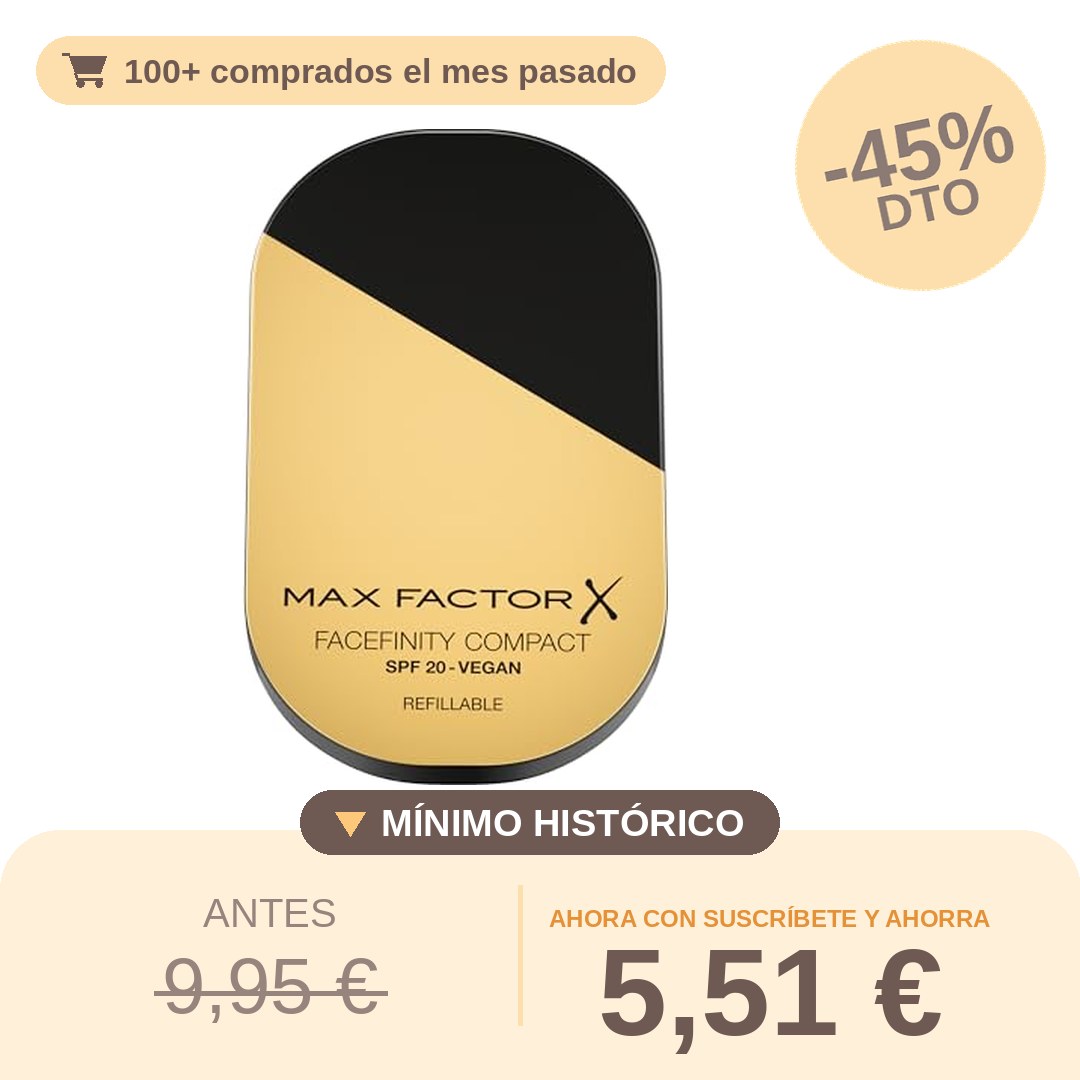 100+ comprados el mes pasado
-45%
DTO
MAX FACTOR X
FACEFINITY COMPACT
SPF 20-VEGAN
REFILLABLE
MÍNIMO HISTÓRICO
ANTES
9,95 €
AHORA CON SUSCRÍBETE Y AHORRA
5,51 €